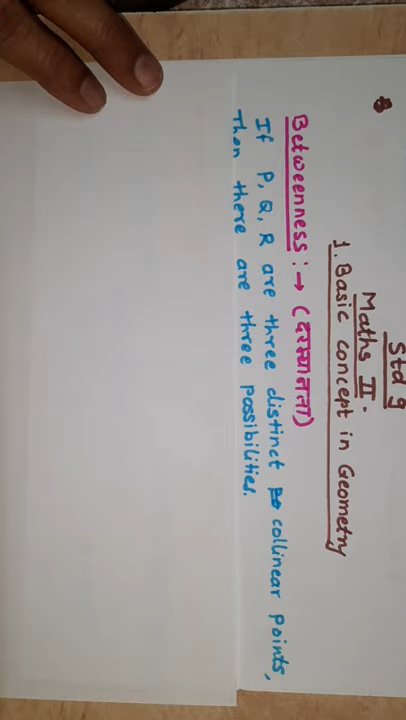 Std 9
Maths II.
1. Basic concept in Geometry
Betweenness : → (दरम्यानता)
If P, Q, R are three distinct collinear points,
Then there are three possibilities.